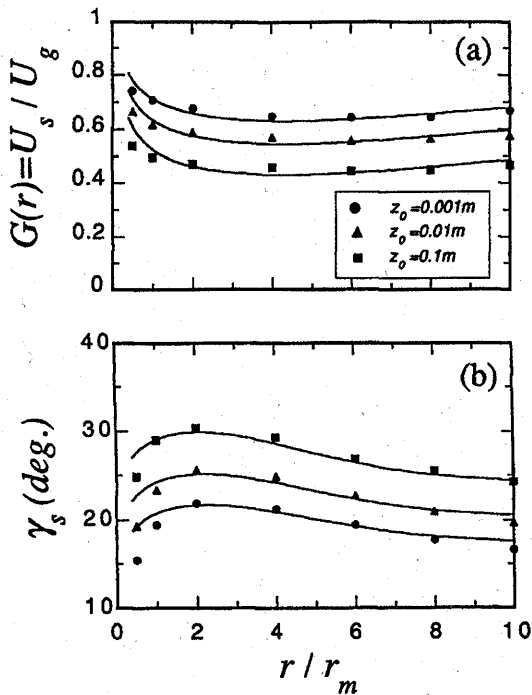 G(r)=U_s / U_g
1
0.8
0.6
0.4
0.2
0
(a)
z_0=0.001m
z_0=0.01m
z_0=0.1m
γ_s (deg.)
40
30
20
10
(b)
0 2 4 6 8 10
r / r_m